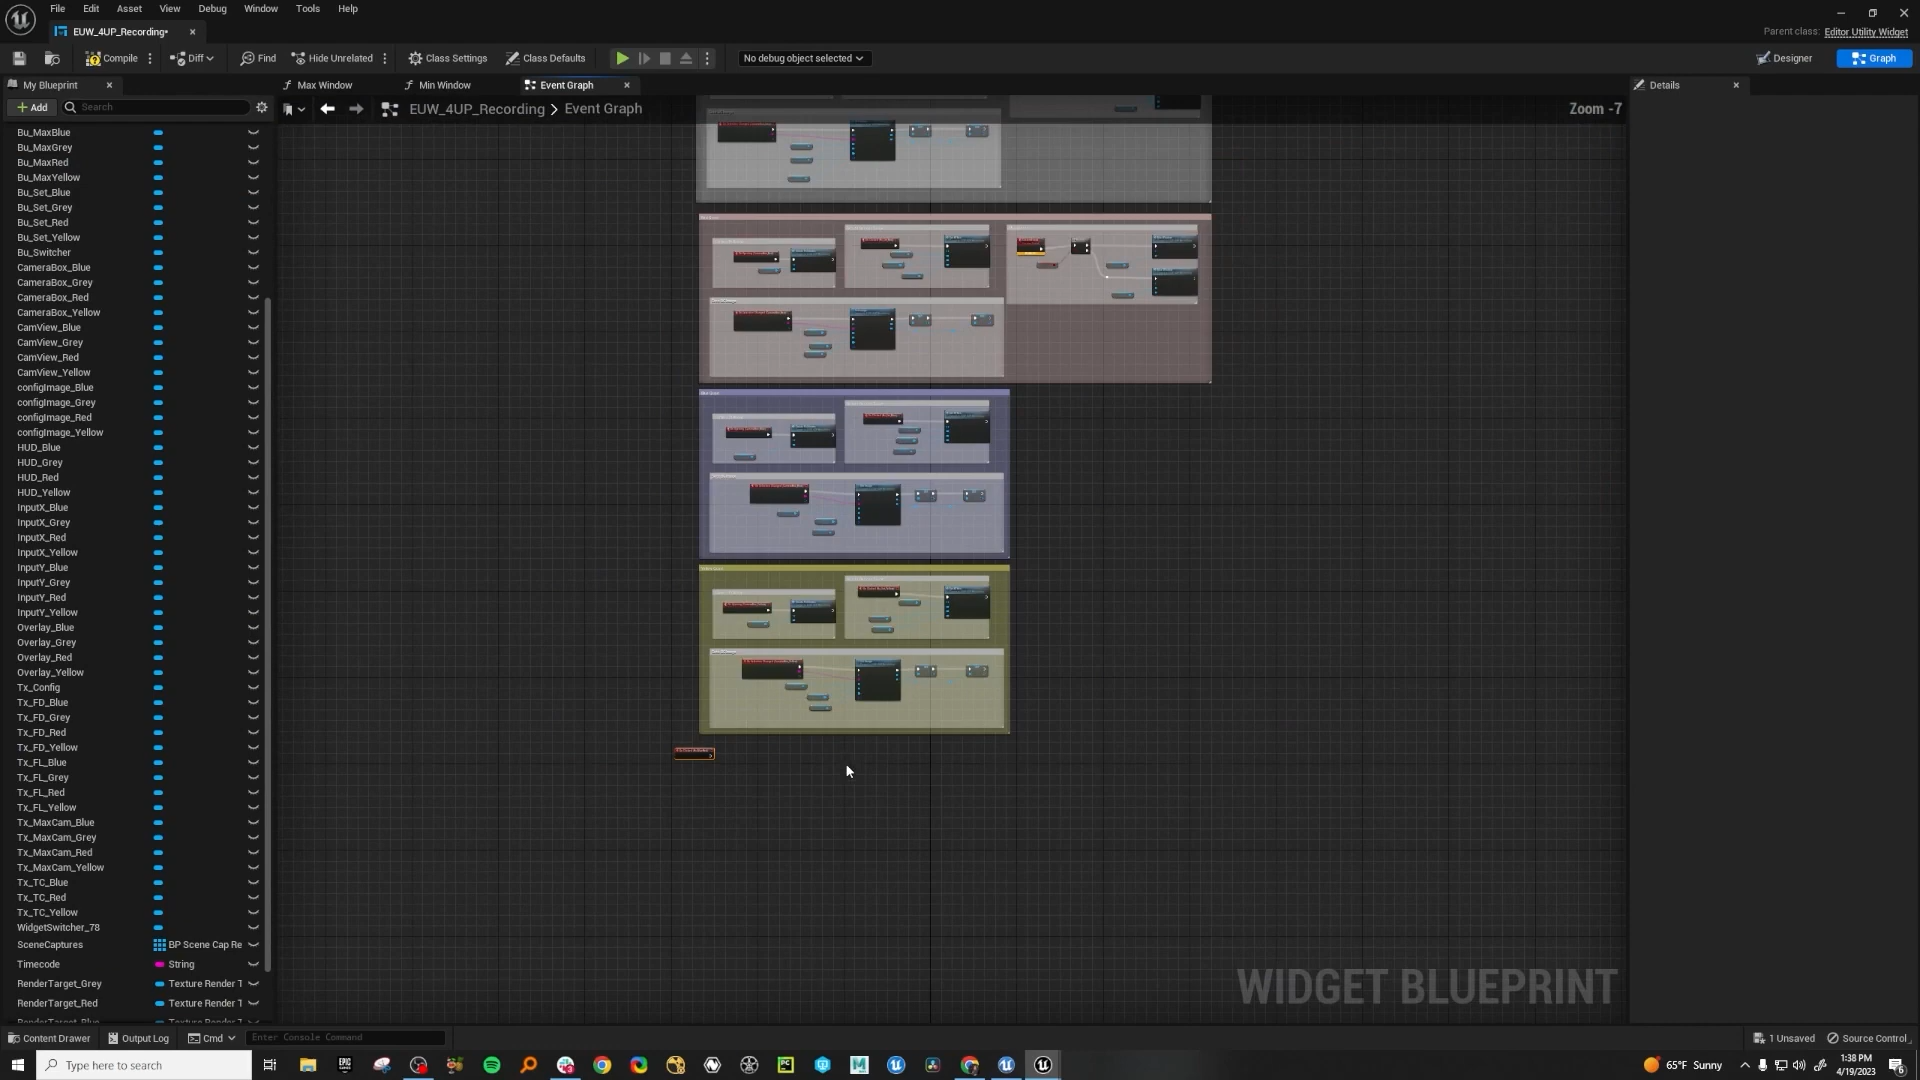 File Edit Asset View Debug Window Tools Help
EUW_4UP_Recording•
Parent class: Editor Utility Widget
Compile Diff Find Hide Unrelated Class Settings Class Defaults No debug object selected Designer Graph
My Blueprint Max Window Min Window Event Graph Details
Add Search EUW_4UP_Recording > Event Graph Zoom -7
Bu_MaxBlue
Bu_MaxGrey
Bu_MaxRed
Bu_MaxYellow
Bu_Set_Blue
Bu_Set_Grey
Bu_Set_Red
Bu_Set_Yellow
Bu_Switcher
CameraBox_Blue
CameraBox_Grey
CameraBox_Red
CameraBox_Yellow
CamView_Blue
CamView_Grey
CamView_Red
CamView_Yellow
configImage_Blue
configImage_Grey
configImage_Red
configImage_Yellow
HUD_Blue
HUD_Grey
HUD_Red
HUD_Yellow
InputX_Blue
InputX_Grey
InputX_Red
InputX_Yellow
InputY_Blue
InputY_Grey
InputY_Red
InputY_Yellow
Overlay_Blue
Overlay_Grey
Overlay_Red
Overlay_Yellow
Tx_Config
Tx_FD_Blue
Tx_FD_Grey
Tx_FD_Red
Tx_FD_Yellow
Tx_FL_Blue
Tx_FL_Grey
Tx_FL_Red
Tx_FL_Yellow
Tx_MaxCam_Blue
Tx_MaxCam_Grey
Tx_MaxCam_Red
Tx_MaxCam_Yellow
Tx_TC_Blue
Tx_TC_Red
Tx_TC_Yellow
WidgetSwitcher_78
SceneCaptures BP Scene Cap Re
Timecode String
RenderTarget_Grey Texture Render T
RenderTarget_Red Texture Render T
WIDGET BLUEPRINT
Content Drawer Output Log Cmd Enter Console Command 1 Unsaved Source Control
Type here to search 65°F Sunny 1:38 PM
4/19/2023